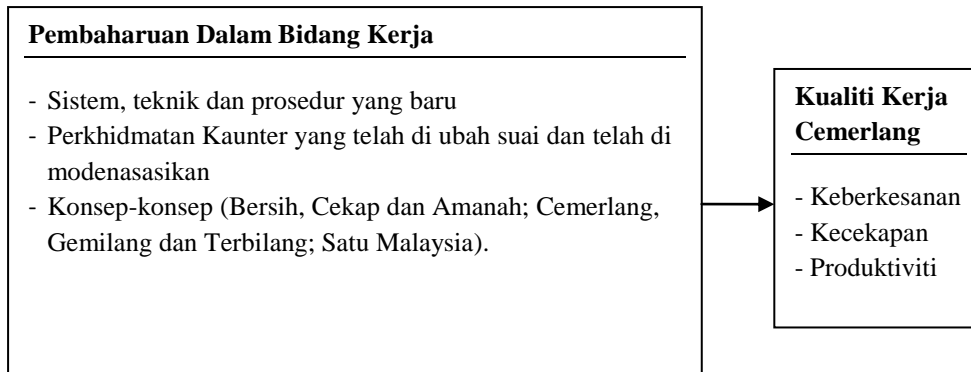 Pembaharuan Dalam Bidang Kerja
- Sistem, teknik dan prosedur yang baru
- Perkhidmatan Kaunter yang telah di ubah suai dan telah di
modenasasikan
- Konsep-konsep (Bersih, Cekap dan Amanah; Cemerlang,
Gemilang dan Terbilang; Satu Malaysia).
Kualiti Kerja
Cemerlang
- Keberkesanan
- Kecekapan
- Produktiviti